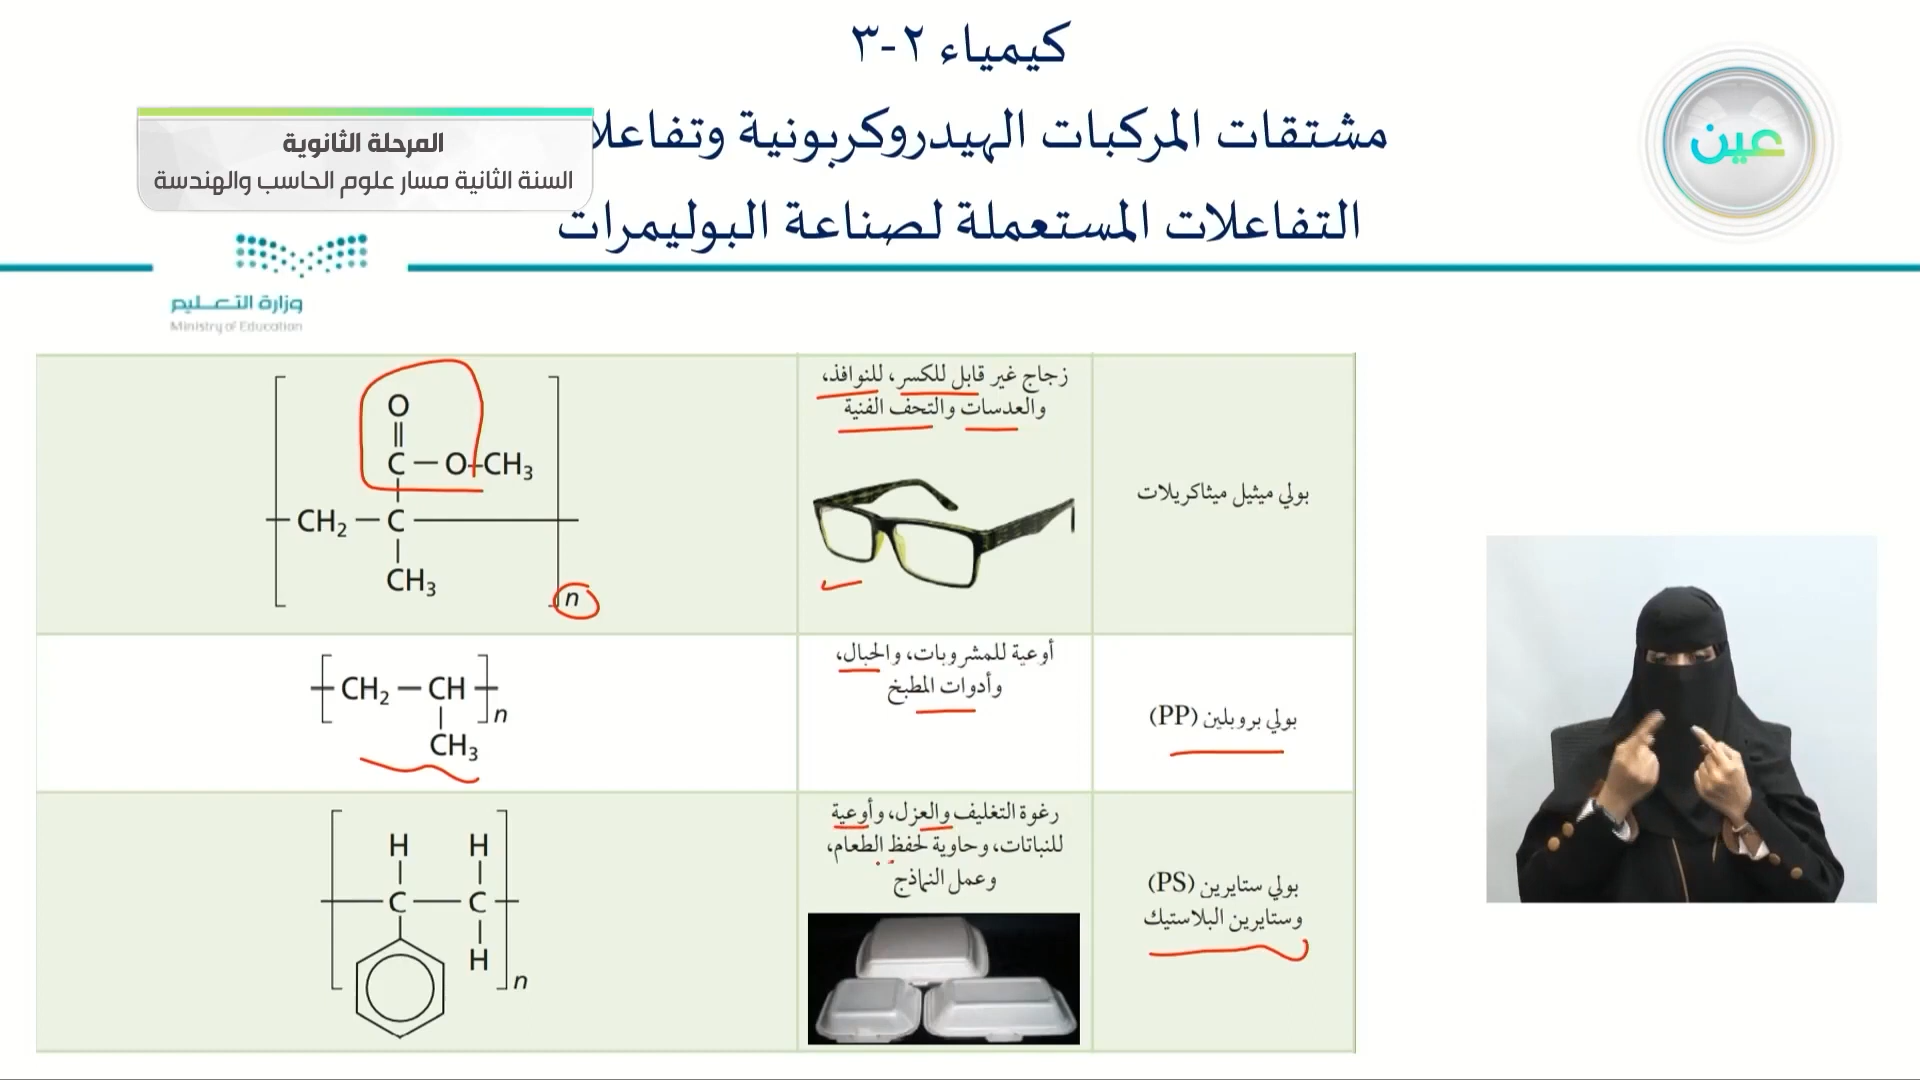 كيمياء ٢-٣
مشتقات المركبات الهيدروكربونية وتفاعلا
المرحلة الثانوية
السنة الثانية مسار علوم الحاسب والهندسة
التفاعلات المستعملة لصناعة البوليمرات
عين
وزارة التعليم
Ministry of Education
بولي ميثيل ميثاكريلات
زجاج غير قابل للكسر، للنوافذ،
والعدسات والتحف الفنية
O
C — O — CH₃
CH₂ — C
CH₃
n
بولي بروبلين (PP)
أوعية للمشروبات، والحبال،
وأدوات المطبخ
CH₂ — CH
n
CH₃
بولي ستايرين (PS)
وستايرين البلاستيك
رغوة التغليف والعزل، وأوعية
للنباتات، وحاوية لحفظ الطعام،
وعمل النماذج
H H
C — C
H
n